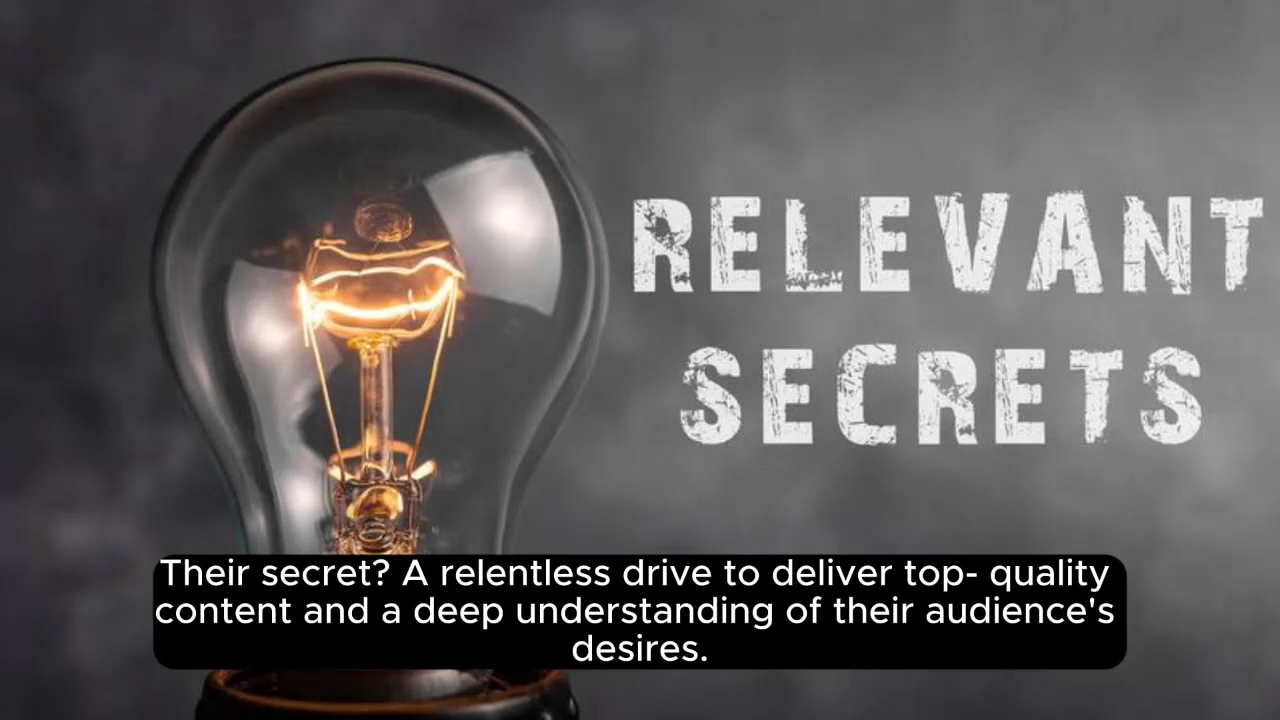 RELEVANT
SECRETS
Their secret? A relentless drive to deliver top- quality
content and a deep understanding of their audience's
desires.